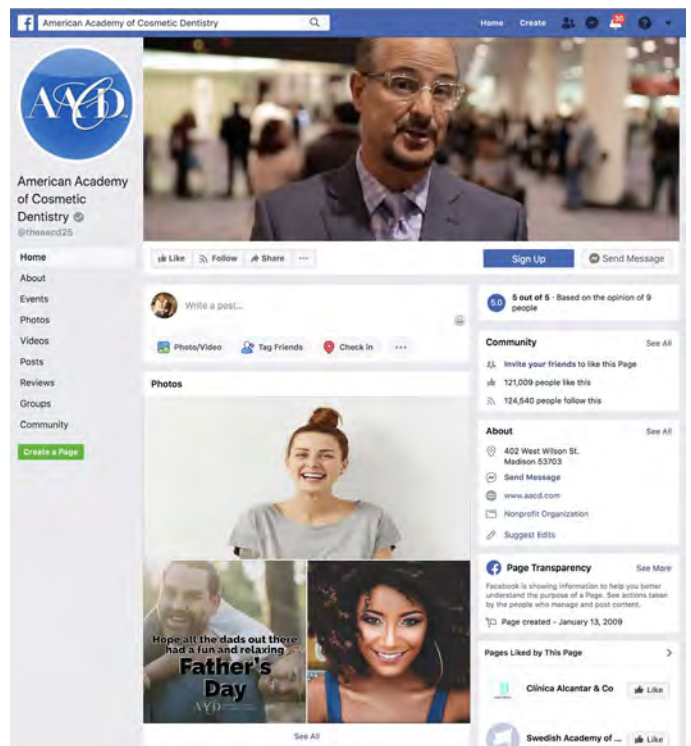 American Academy of Cosmetic Dentistry
Home Create 30
AACD
American Academy
of Cosmetic
Dentistry
@theaacd25
Home
About
Events
Photos
Videos
Posts
Reviews
Groups
Community
Create a Page
Like Follow Share ...
Sign Up Send Message
Write a post...
Photo/Video Tag Friends Check in ...
Photos
Hope all the dads out there
had a fun and relaxing
Father's
Day
AACD
See All
5.0 5 out of 5 · Based on the opinion of 9
people
Community See All
Invite your friends to like this Page
121,009 people like this
124,540 people follow this
About See All
402 West Wilson St.
Madison 53703
Send Message
www.aacd.com
Nonprofit Organization
Suggest Edits
Page Transparency See More
Facebook is showing information to help you better
understand the purpose of a Page. See actions taken
by the people who manage and post content.
Page created - January 13, 2009
Pages Liked by This Page
Clínica Alcantar & Co Like
Swedish Academy of ... Like